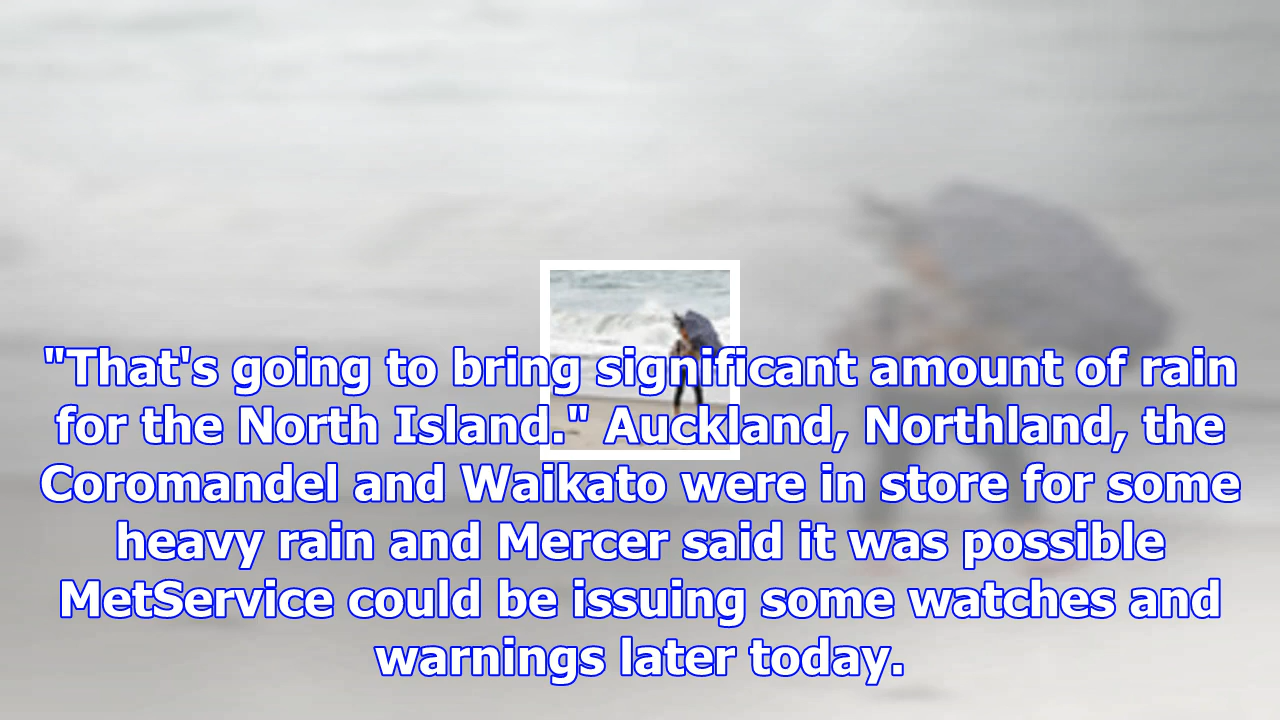 "That's going to bring significant amount of rain
for the North Island." Auckland, Northland, the
Coromandel and Waikato were in store for some
heavy rain and Mercer said it was possible
MetService could be issuing some watches and
warnings later today.